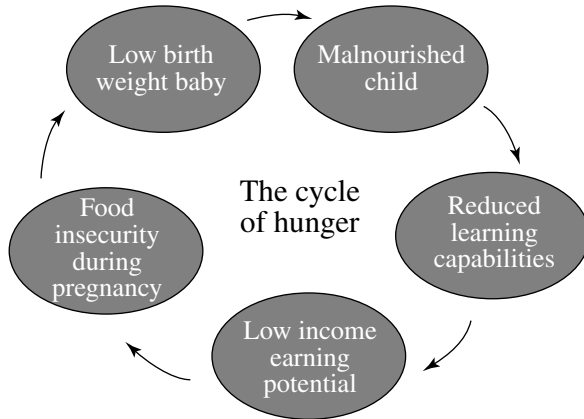 Low birth
weight baby
Malnourished
child
Reduced
learning
capabilities
Low income
earning
potential
Food
insecurity
during
pregnancy
The cycle
of hunger